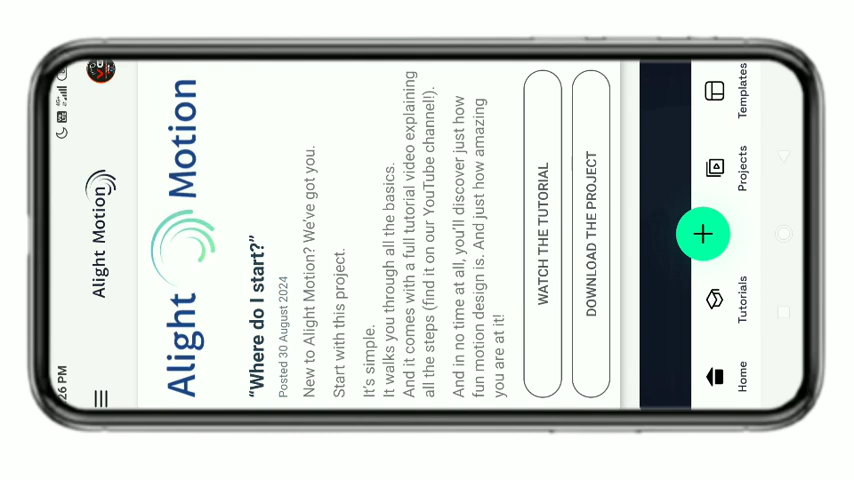 26 PM
4G+
Alight Motion
Alight Motion
“Where do I start?”
Posted 30 August 2024
New to Alight Motion? We've got you.
Start with this project.
It's simple.
It walks you through all the basics.
And it comes with a full tutorial video explaining
all the steps (find it on our YouTube channel!).
And in no time at all, you'll discover just how
fun motion design is. And just how amazing
you are at it!
WATCH THE TUTORIAL
DOWNLOAD THE PROJECT
Home
Tutorials
Projects
Templates